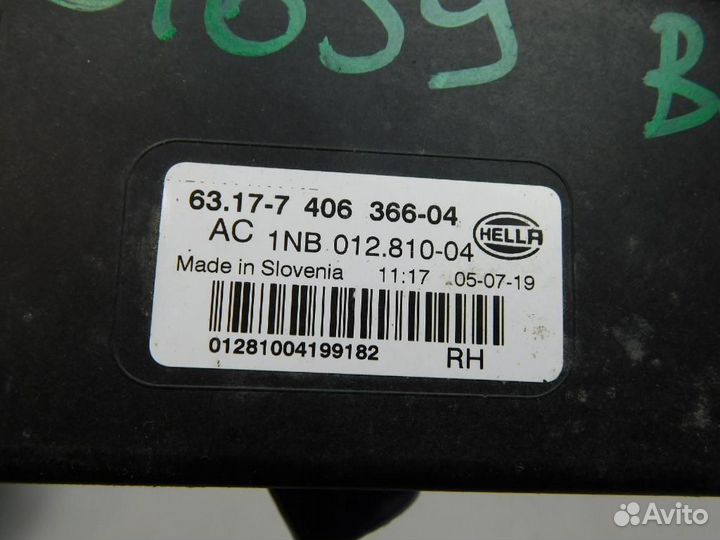 1059
B
63.17-7 406 366-04
AC 1NB 012.810-04
HELLA
Made in Slovenia 11:17 05-07-19
01281004199182 RH
Avito